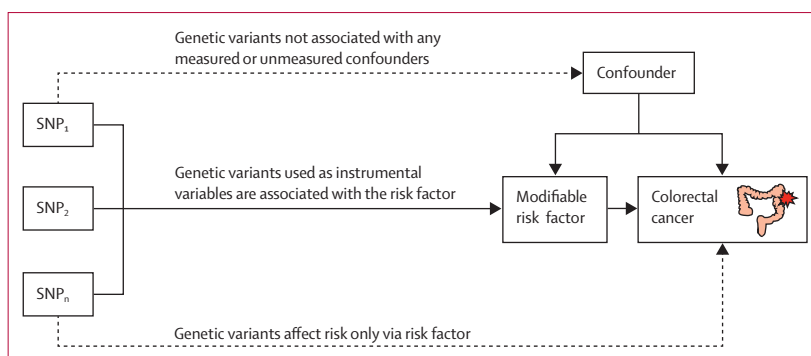 Genetic variants not associated with any
measured or unmeasured confounders
Confounder
SNP₁
Genetic variants used as instrumental
variables are associated with the risk factor
SNP₂
Modifiable
risk factor
Colorectal
cancer
SNPₙ
Genetic variants affect risk only via risk factor